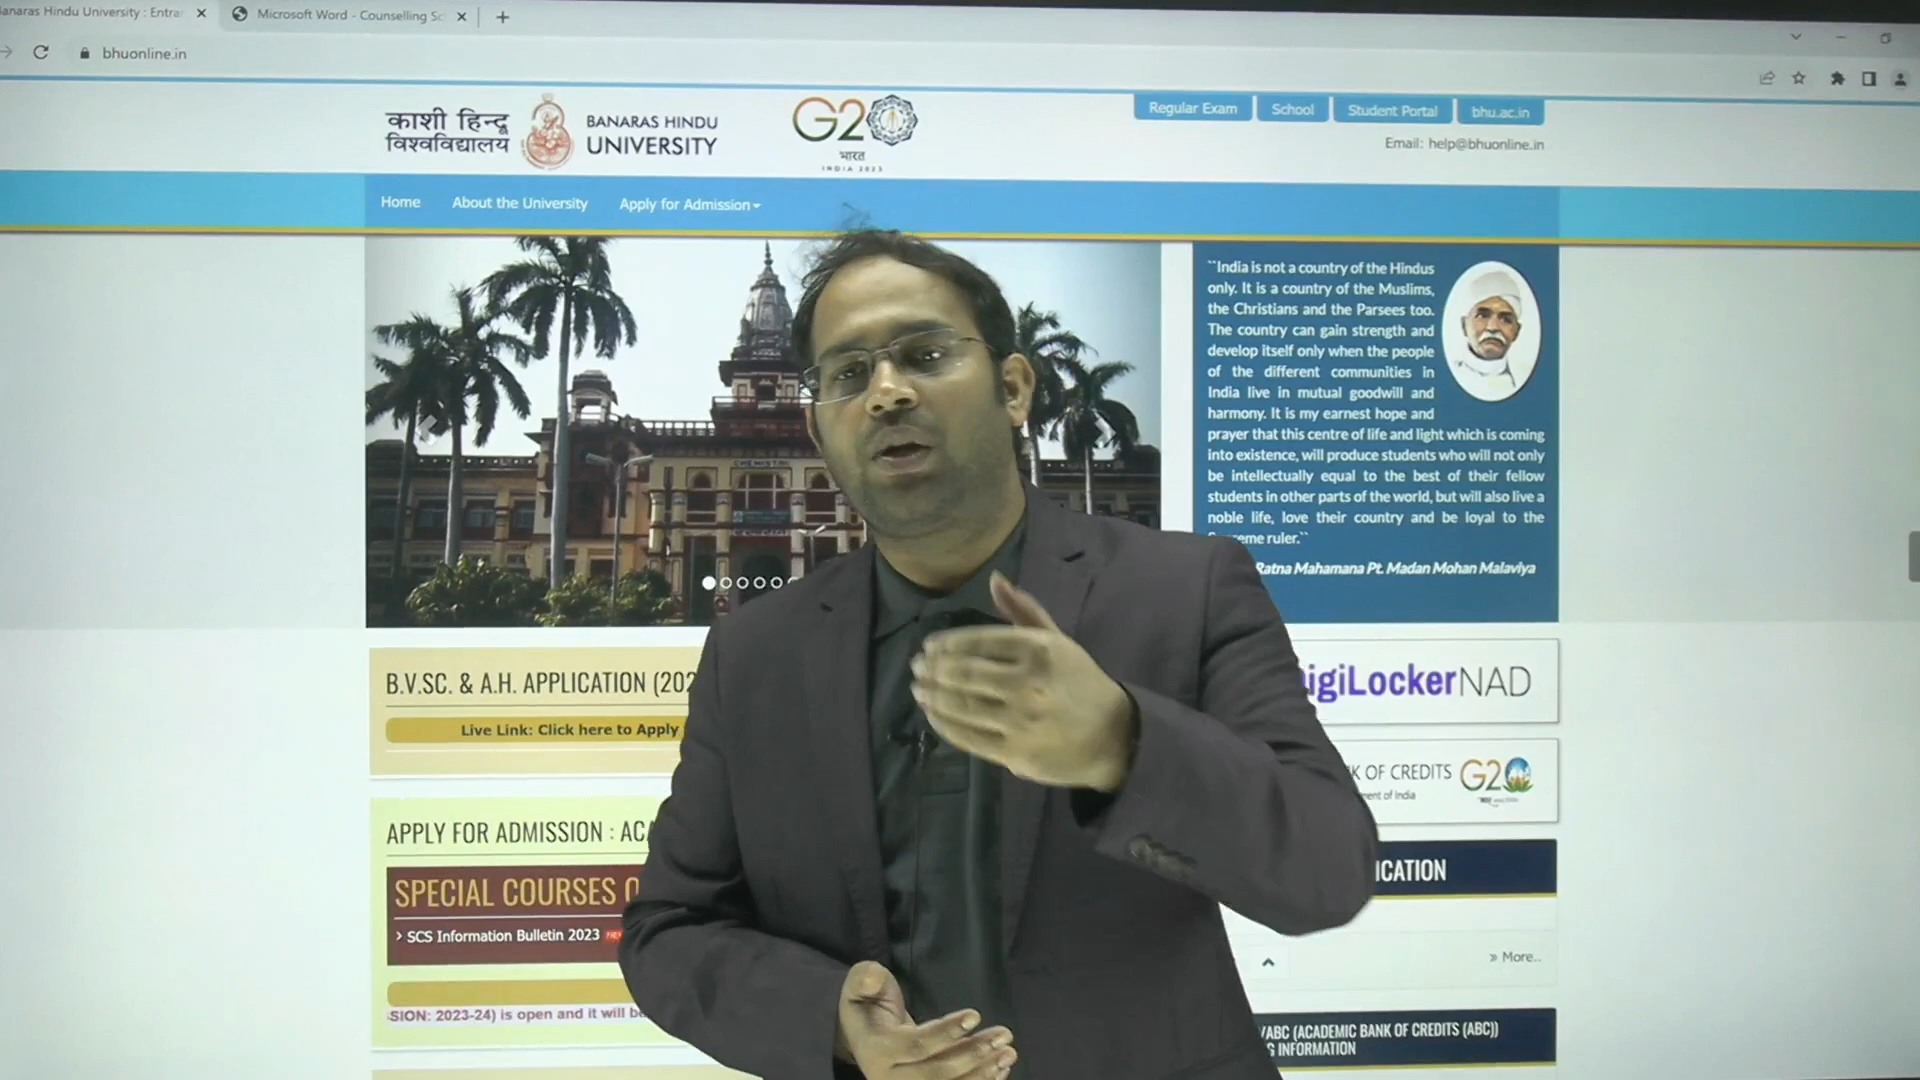 anaras Hindu University : Entra
Microsoft Word - Counselling Sc
bhuonline.in
काशी हिन्दू
विश्वविद्यालय
BANARAS HINDU
UNIVERSITY
G20
भारत
INDIA 2023
Regular Exam
School
Student Portal
bhu.ac.in
Email: help@bhuonline.in
Home
About the University
Apply for Admission
CHEMISTRY
``India is not a country of the Hindus
only. It is a country of the Muslims,
the Christians and the Parsees too.
The country can gain strength and
develop itself only when the people
of the different communities in
India live in mutual goodwill and
harmony. It is my earnest hope and
prayer that this centre of life and light which is coming
into existence, will produce students who will not only
be intellectually equal to the best of their fellow
students in other parts of the world, but will also live a
noble life, love their country and be loyal to the
eme ruler.``
Ratna Mahamana Pt. Madan Mohan Malaviya
B.V.SC. & A.H. APPLICATION (202
Live Link: Click here to Apply
APPLY FOR ADMISSION : ACA
SPECIAL COURSES O
› SCS Information Bulletin 2023
SION: 2023-24) is open and it will be
igiLockerNAD
K OF CREDITS
G20
ent of India
ICATION
» More..
/ABC (ACADEMIC BANK OF CREDITS (ABC))
G INFORMATION